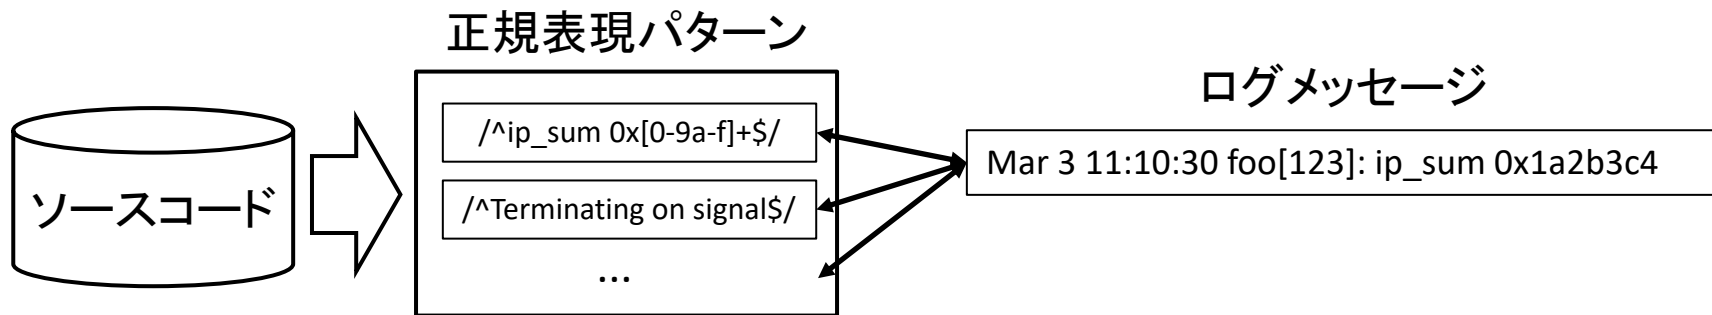 正規表現パターン
ログメッセージ
/^ip_sum 0x[0-9a-f]+$/
Mar 3 11:10:30 foo[123]: ip_sum 0x1a2b3c4
ソースコード
/^Terminating on signal$/
...